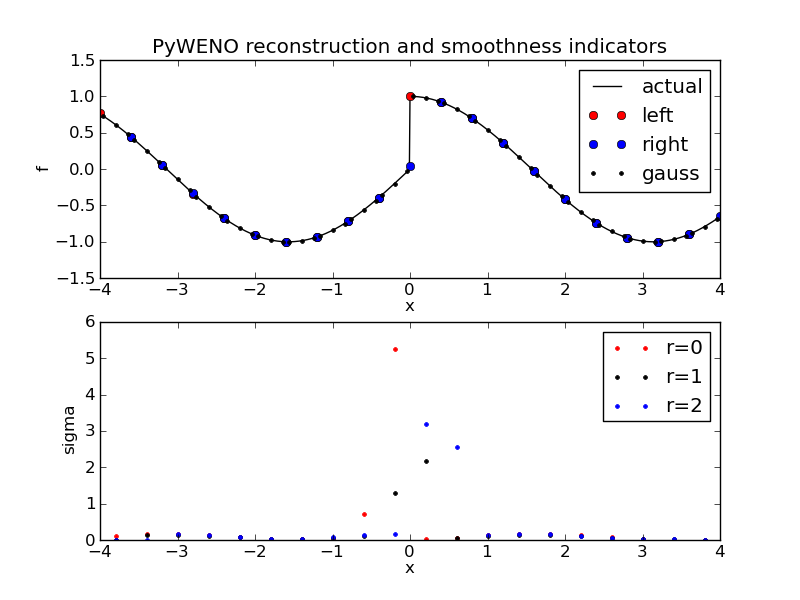 PyWENO reconstruction and smoothness indicators
1.5
1.0
0.5
0.0
−0.5
−1.0
−1.5
f
actual
left
right
gauss
−4 −3 −2 −1 0 1 2 3 4
x
6
5
4
3
2
1
0
sigma
r=0
r=1
r=2
−4 −3 −2 −1 0 1 2 3 4
x